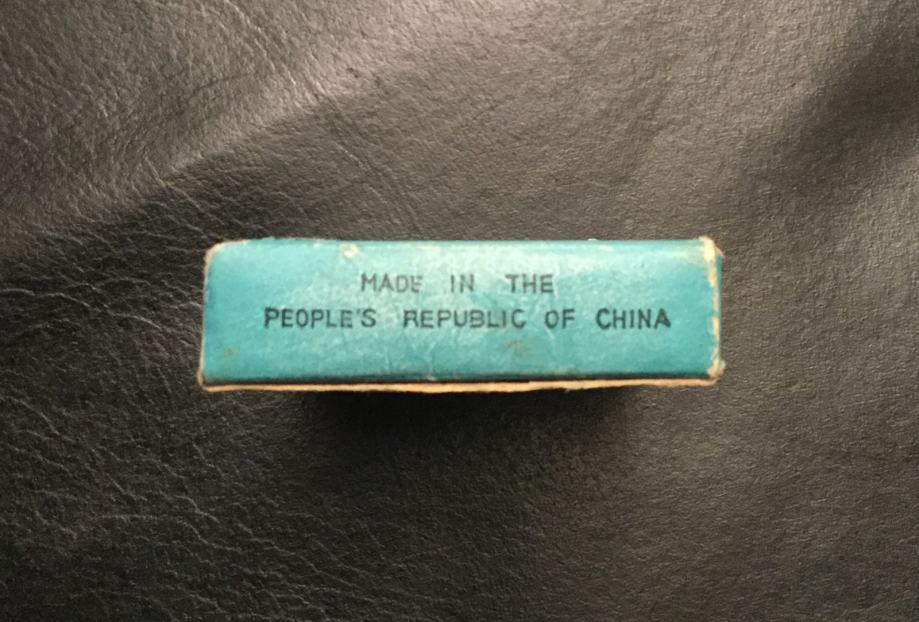 MADE IN THE
PEOPLE'S REPUBLIC OF CHINA